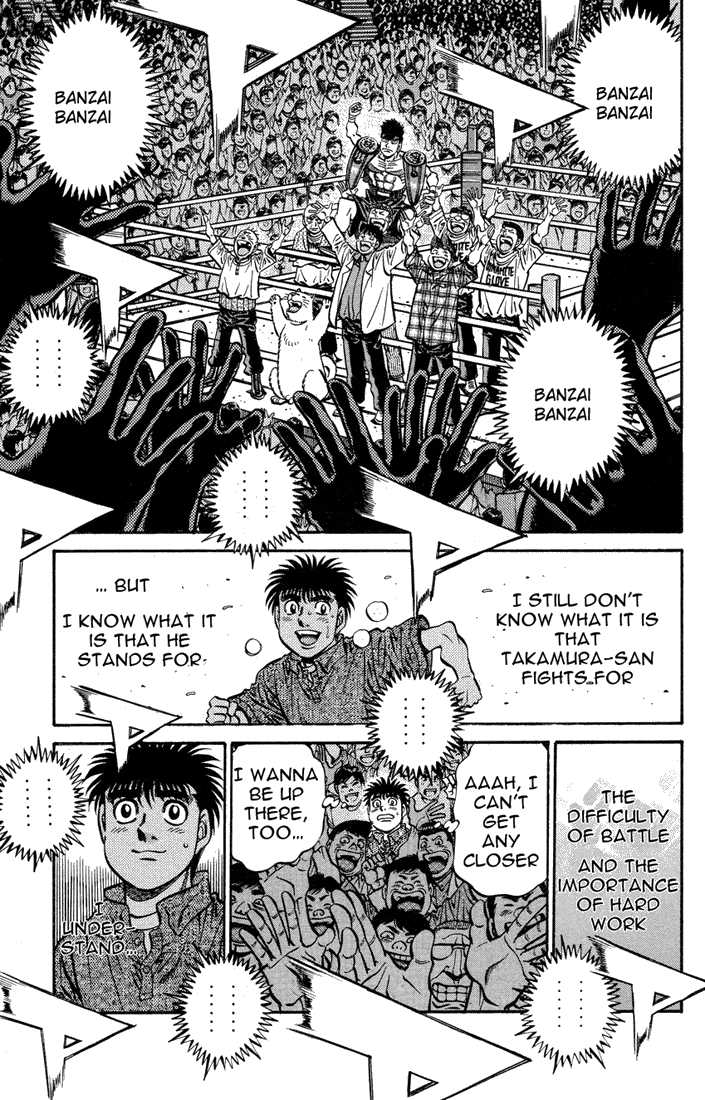 BANZAI
BANZAI
BANZAI
BANZAI
BANZAI
BANZAI
I STILL DON'T
KNOW WHAT IT IS
THAT
TAKAMURA-SAN
FIGHTS FOR
... BUT
I KNOW WHAT IT
IS THAT HE
STANDS FOR
THE
DIFFICULTY
OF BATTLE
AND THE
IMPORTANCE
OF HARD
WORK
AAAH, I
CAN'T
GET
ANY
CLOSER
I WANNA
BE UP
THERE,
TOO...
I
UNDER-
STAND...